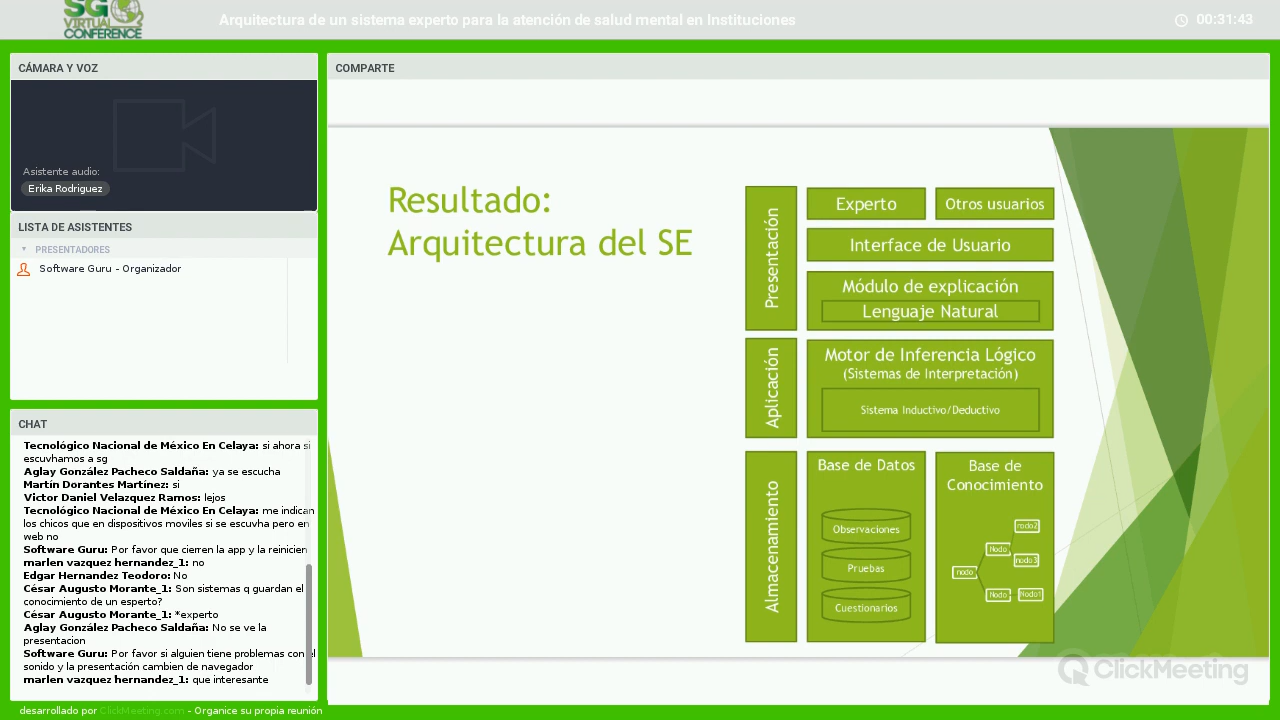 SG
VIRTUAL
CONFERENCE
Arquitectura de un sistema experto para la atención de salud mental en Instituciones
00:31:43
CÁMARA Y VOZ
Asistente audio:
Erika Rodriguez
LISTA DE ASISTENTES
PRESENTADORES
Software Guru - Organizador
CHAT
Tecnológico Nacional de México En Celaya: si ahora si
escuvhamos a sg
Aglay González Pacheco Saldaña: ya se escucha
Martín Dorantes Martínez: si
Victor Daniel Velazquez Ramos: lejos
Tecnológico Nacional de México En Celaya: me indican
los chicos que en dispositivos moviles si se escuvha pero en
web no
Software Guru: Por favor que cierren la app y la reinicien
marlen vazquez hernandez_1: no
Edgar Hernandez Teodoro: No
César Augusto Morante_1: Son sistemas q guardan el
conocimiento de un esperto?
César Augusto Morante_1: *experto
Aglay González Pacheco Saldaña: No se ve la
presentacion
Software Guru: Por favor si alguien tiene problemas con el
sonido y la presentación cambien de navegador
marlen vazquez hernandez_1: que interesante
desarrollado por ClickMeeting.com - Organice su propia reunión
COMPARTE
Resultado:
Arquitectura del SE
Presentación
Experto
Otros usuarios
Interface de Usuario
Módulo de explicación
Lenguaje Natural
Aplicación
Motor de Inferencia Lógico
(Sistemas de Interpretación)
Sistema Inductivo/Deductivo
Almacenamiento
Base de Datos
Observaciones
Pruebas
Cuestionarios
Base de
Conocimiento
nodo2
Nodo
nodo3
nodo
Nodo
Nodo1
ClickMeeting